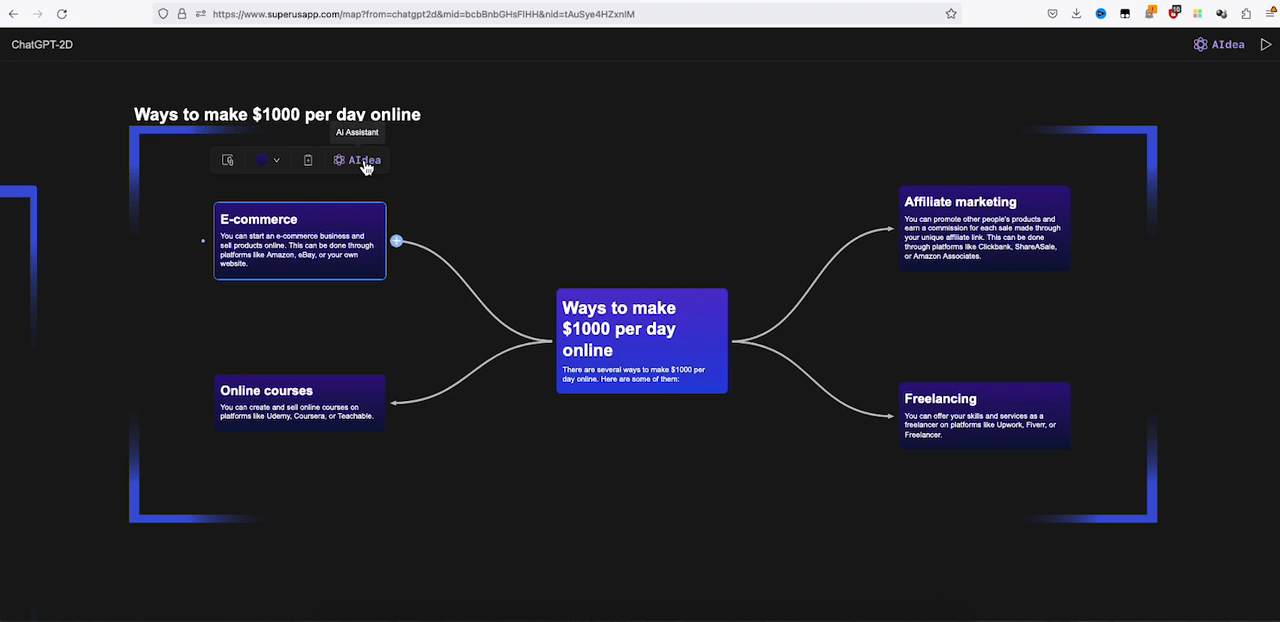 https://www.superusapp.com/map?from=chatgpt2d&mid=bcbBnbGHsFlHH&nid=tAuSye4HZxnIM
ChatGPT-2D
AIdea
Ways to make $1000 per day online
Ai Assistant
AIdea
E-commerce
You can start an e-commerce business and
sell products online. This can be done through
platforms like Amazon, eBay, or your own
website.
Online courses
You can create and sell online courses on
platforms like Udemy, Coursera, or Teachable.
Ways to make
$1000 per day
online
There are several ways to make $1000 per
day online. Here are some of them:
Affiliate marketing
You can promote other people's products and
earn a commission for each sale made through
your unique affiliate link. This can be done
through platforms like Clickbank, ShareASale,
or Amazon Associates.
Freelancing
You can offer your skills and services as a
freelancer on platforms like Upwork, Fiverr, or
Freelancer.